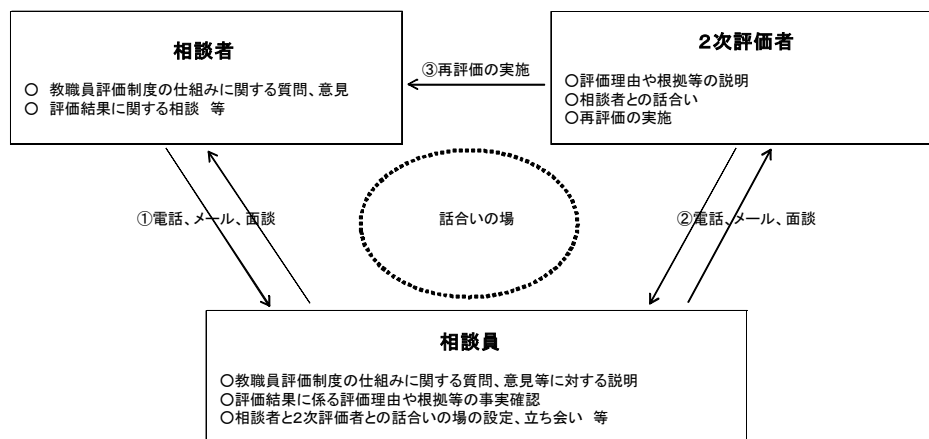 相談者
○ 教職員評価制度の仕組みに関する質問、意見
○ 評価結果に関する相談 等
③再評価の実施
2次評価者
○評価理由や根拠等の説明
○相談者との話合い
○再評価の実施
①電話、メール、面談
話合いの場
②電話、メール、面談
相談員
○教職員評価制度の仕組みに関する質問、意見等に対する説明
○評価結果に係る評価理由や根拠等の事実確認
○相談者と2次評価者との話合いの場の設定、立ち会い 等